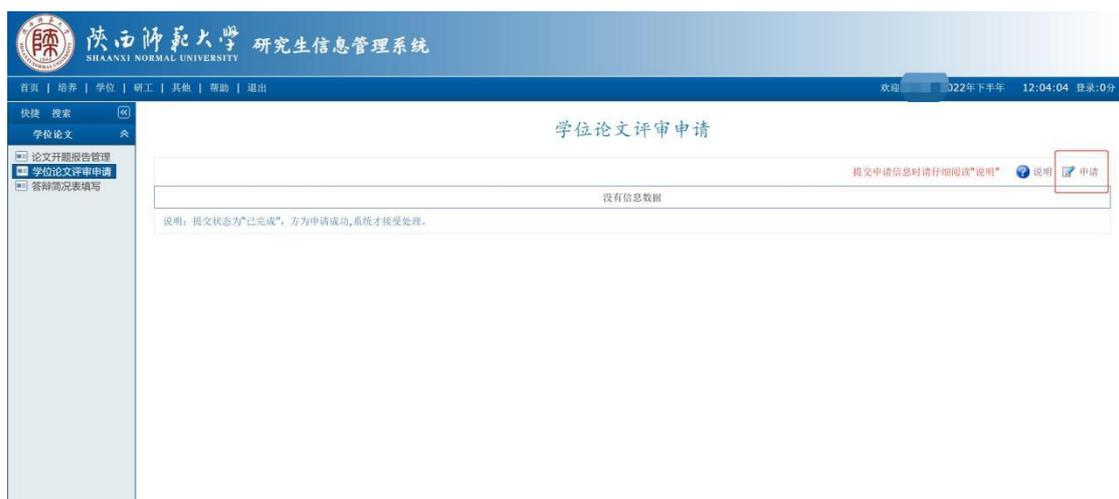 陕西师范大学 研究生信息管理系统
SHAANXI NORMAL UNIVERSITY
首页 | 培养 | 学位 | 研工 | 其他 | 帮助 | 退出
欢迎 022年下半年 12:04:04 登录:0分
快捷 搜索
学位论文
论文开题报告管理
学位论文评审申请
答辩简况表填写
学位论文评审申请
提交申请信息时请仔细阅读"说明" 说明 申请
没有信息数据
说明：提交状态为"已完成"，方为申请成功,系统才接受处理。